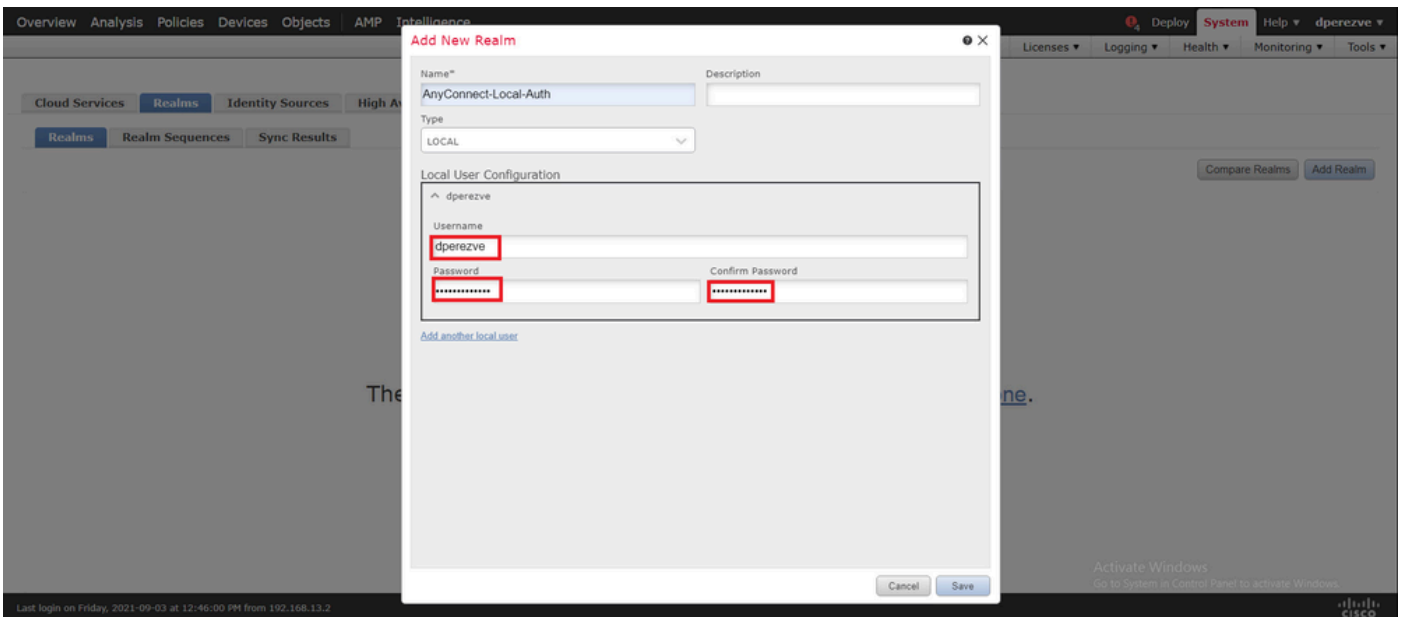 Overview Analysis Policies Devices Objects AMP Intelligence Deploy System Help dperezve
Licenses Logging Health Monitoring Tools
Add New Realm
Name* Description
AnyConnect-Local-Auth
Cloud Services Realms Identity Sources High
Type
LOCAL
Realms Realm Sequences Sync Results
Compare Realms Add Realm
Local User Configuration
dperezve
Username
dperezve
Password Confirm Password
••••••••••••• •••••••••••••
Add another local user
The
Cancel Save
Activate Windows
Go to System in Control Panel to activate Windows.
Last login on Friday, 2021-09-03 at 12:46:00 PM from 192.168.13.2
cisco